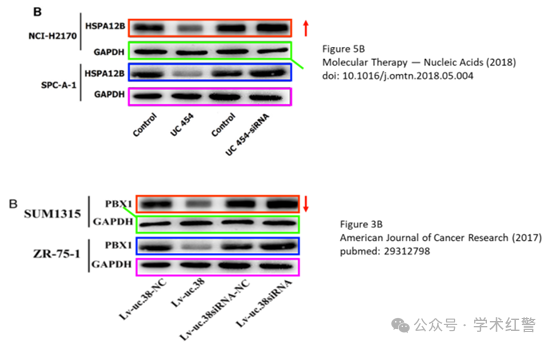 B
HSPA12B
NCI-H2170
GAPDH
HSPA12B
SPC-A-1
GAPDH
Control
UC 454
Control
UC 454-siRNA
Figure 5B
Molecular Therapy — Nucleic Acids (2018)
doi: 10.1016/j.omtn.2018.05.004
B
PBX1
SUM1315
GAPDH
PBX1
ZR-75-1
GAPDH
Lv-uc.38-NC
Lv-uc.38
Lv-uc.38siRNA-NC
Lv-uc.38siRNA
Figure 3B
American Journal of Cancer Research (2017)
pubmed: 29312798
公众号 · 学术红警